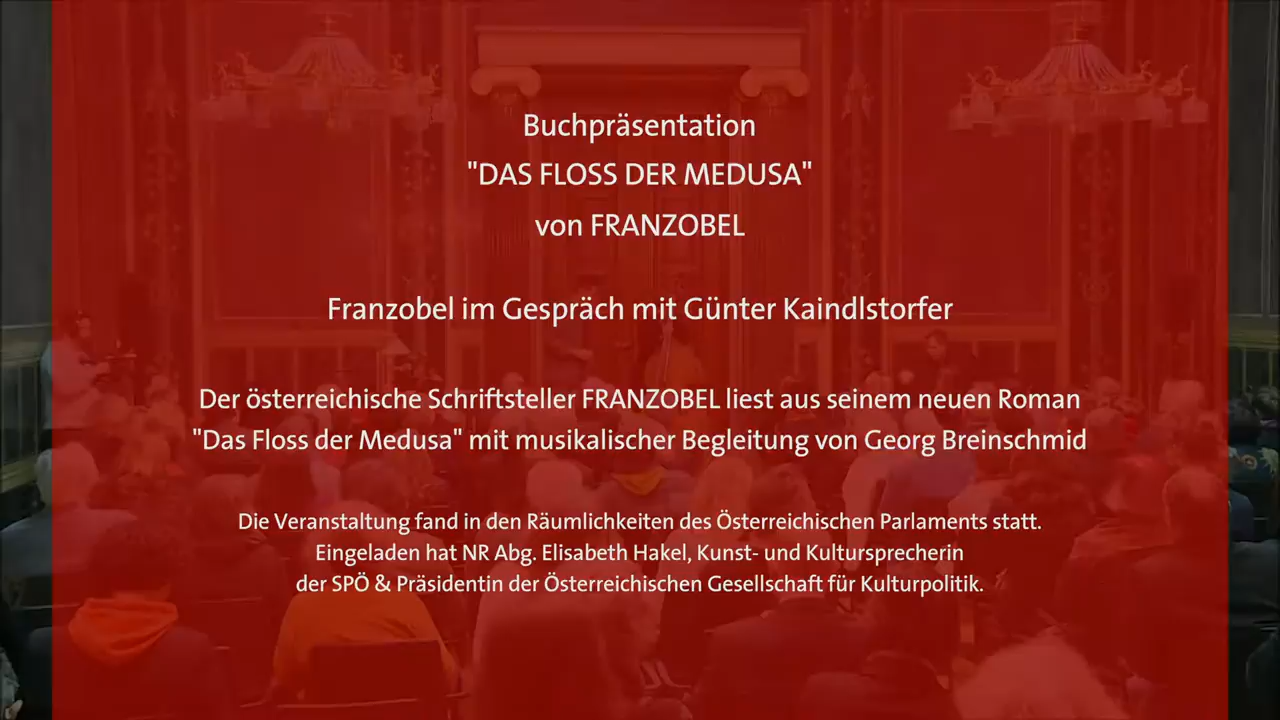 Buchpräsentation
"DAS FLOSS DER MEDUSA"
von FRANZOBEL
Franzobel im Gespräch mit Günter Kaindlstorfer
Der österreichische Schriftsteller FRANZOBEL liest aus seinem neuen Roman
"Das Floss der Medusa" mit musikalischer Begleitung von Georg Breinschmid
Die Veranstaltung fand in den Räumlichkeiten des Österreichischen Parlaments statt.
Eingeladen hat NR Abg. Elisabeth Hakel, Kunst- und Kultursprecherin
der SPÖ & Präsidentin der Österreichischen Gesellschaft für Kulturpolitik.